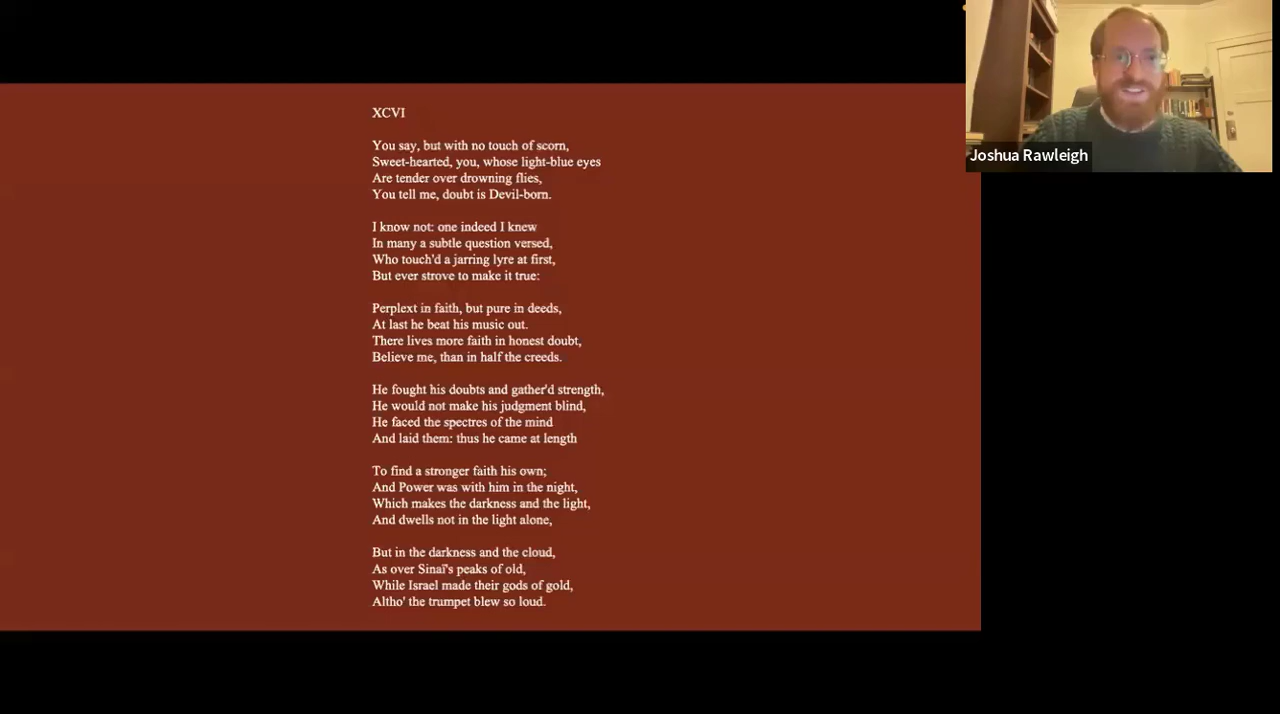 XCVI
You say, but with no touch of scorn,
Sweet-hearted, you, whose light-blue eyes
Are tender over drowning flies,
You tell me, doubt is Devil-born.
I know not: one indeed I knew
In many a subtle question versed,
Who touch'd a jarring lyre at first,
But ever strove to make it true:
Perplext in faith, but pure in deeds,
At last he beat his music out.
There lives more faith in honest doubt,
Believe me, than in half the creeds.
He fought his doubts and gather'd strength,
He would not make his judgment blind,
He faced the spectres of the mind
And laid them: thus he came at length
To find a stronger faith his own;
And Power was with him in the night,
Which makes the darkness and the light,
And dwells not in the light alone,
But in the darkness and the cloud,
As over Sinaï's peaks of old,
While Israel made their gods of gold,
Altho' the trumpet blew so loud.
Joshua Rawleigh